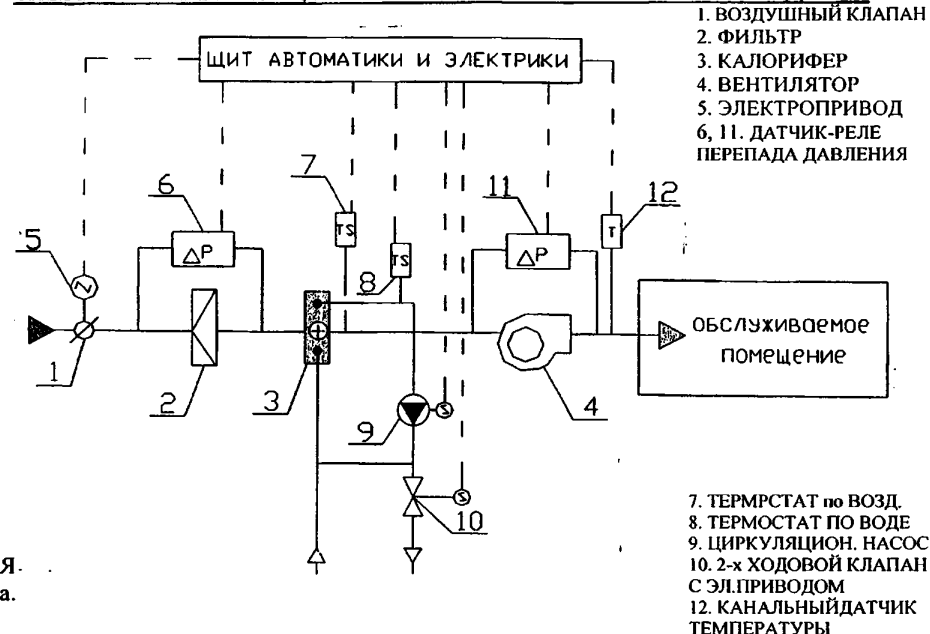 1. ВОЗДУШНЫЙ КЛАПАН
2. ФИЛЬТР
3. КАЛОРИФЕР
4. ВЕНТИЛЯТОР
5. ЭЛЕКТРОПРИВОД
6, 11. ДАТЧИК-РЕЛЕ
ПЕРЕПАДА ДАВЛЕНИЯ
ЩИТ АВТОМАТИКИ И ЭЛЕКТРИКИ
7
6
11
12
5
TS
T
ΔP
TS
ΔP
8
ОБСЛУЖИВаЕМОЕ
ПОМЕЩЕНИЕ
1
2
3
4
9
10
7. ТЕРМРСТАТ по ВОЗД.
8. ТЕРМОСТАТ ПО ВОДЕ
9. ЦИРКУЛЯЦИОН. НАСОС
10. 2-х ХОДОВОЙ КЛАПАН
С ЭЛ.ПРИВОДОМ
12. КАНАЛЬНЫЙДАТЧИК
ТЕМПЕРАТУРЫ
Я
а.